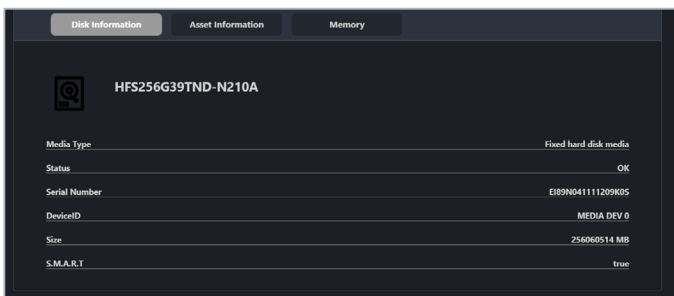 Disk Information Asset Information Memory
HFS256G39TND-N210A
Media Type Fixed hard disk media
Status OK
Serial Number EI89N041111209K0S
DeviceID MEDIA DEV 0
Size 256060514 MB
S.M.A.R.T true